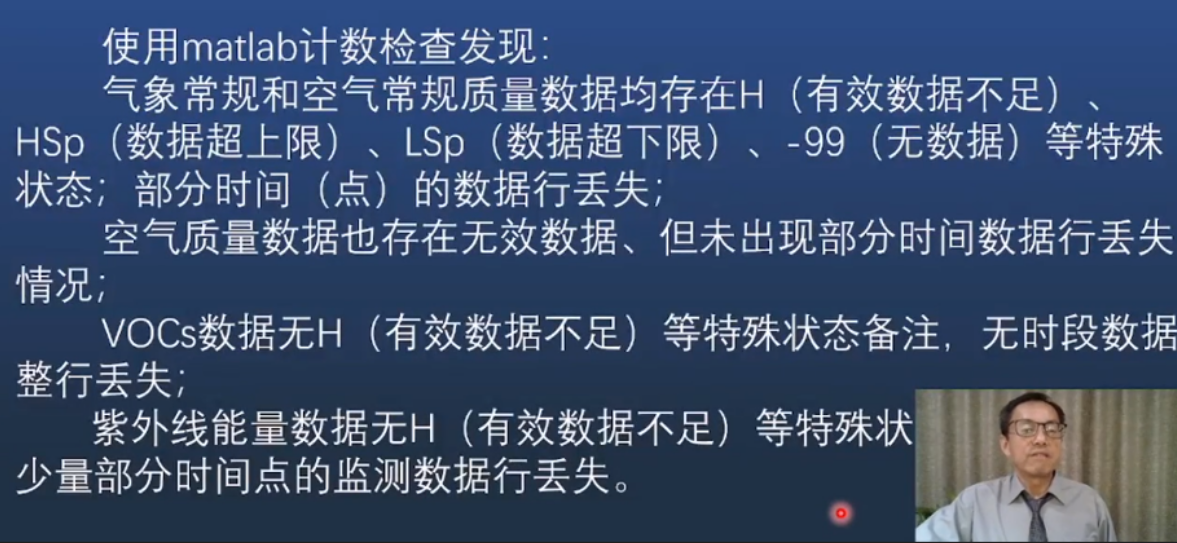 使用matlab计数检查发现：
气象常规和空气常规质量数据均存在H（有效数据不足）、
HSp（数据超上限）、LSp（数据超下限）、-99（无数据）等特殊
状态；部分时间（点）的数据行丢失；
空气质量数据也存在无效数据、但未出现部分时间数据行丢失
情况；
VOCs数据无H（有效数据不足）等特殊状态备注，无时段数据
整行丢失；
紫外线能量数据无H（有效数据不足）等特殊状
少量部分时间点的监测数据行丢失。